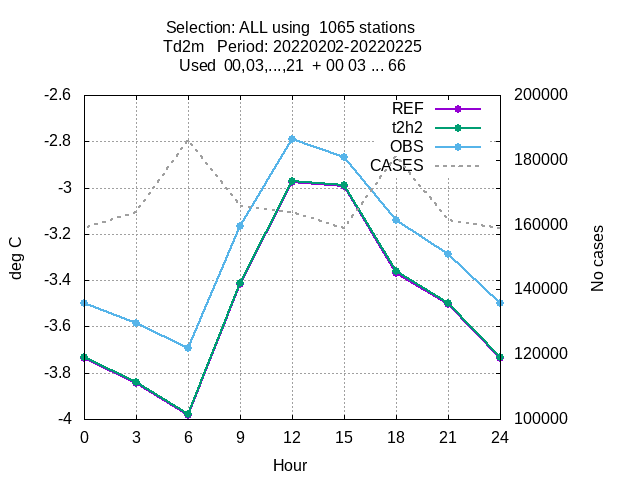 Selection: ALL using  1065 stations
Td2m   Period: 20220202-20220225
Used  00,03,...,21  + 00 03 ... 66
-2.6
-2.8
-3
-3.2
-3.4
-3.6
-3.8
-4
deg C
REF
t2h2
OBS
CASES
200000
180000
160000
140000
120000
100000
No cases
0 3 6 9 12 15 18 21 24
Hour